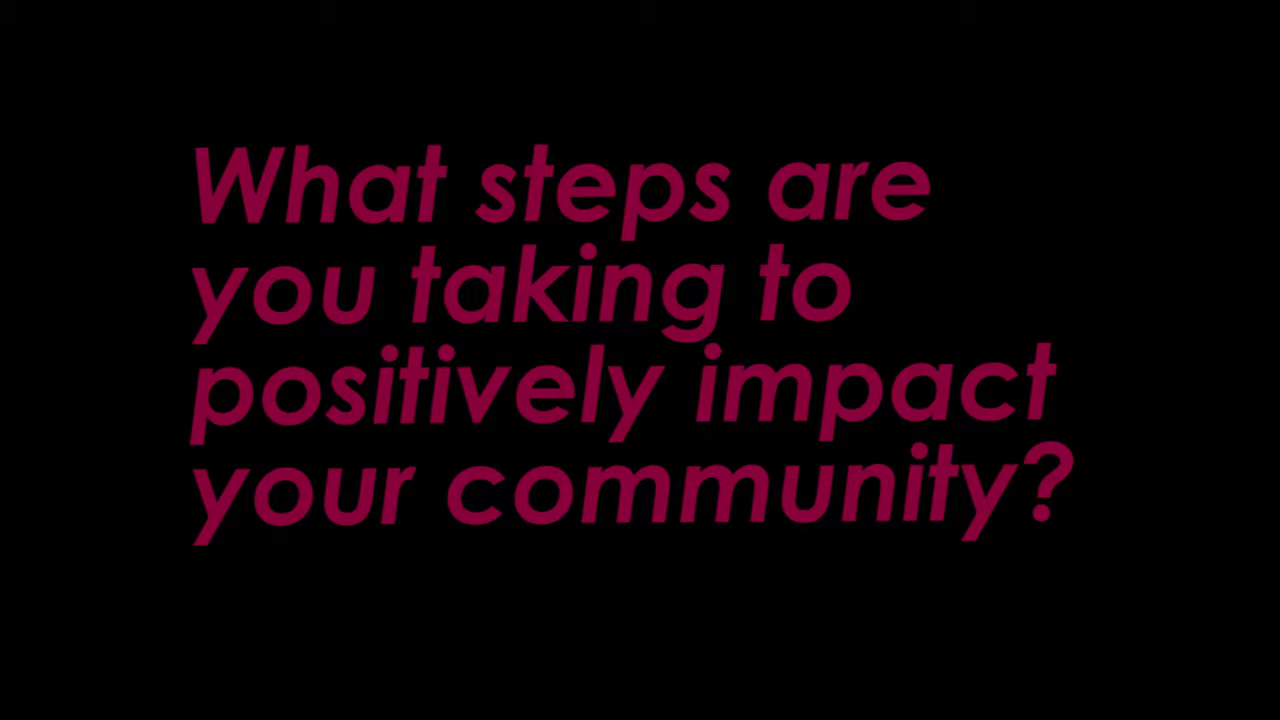 What steps are
you taking to
positively impact
your community?